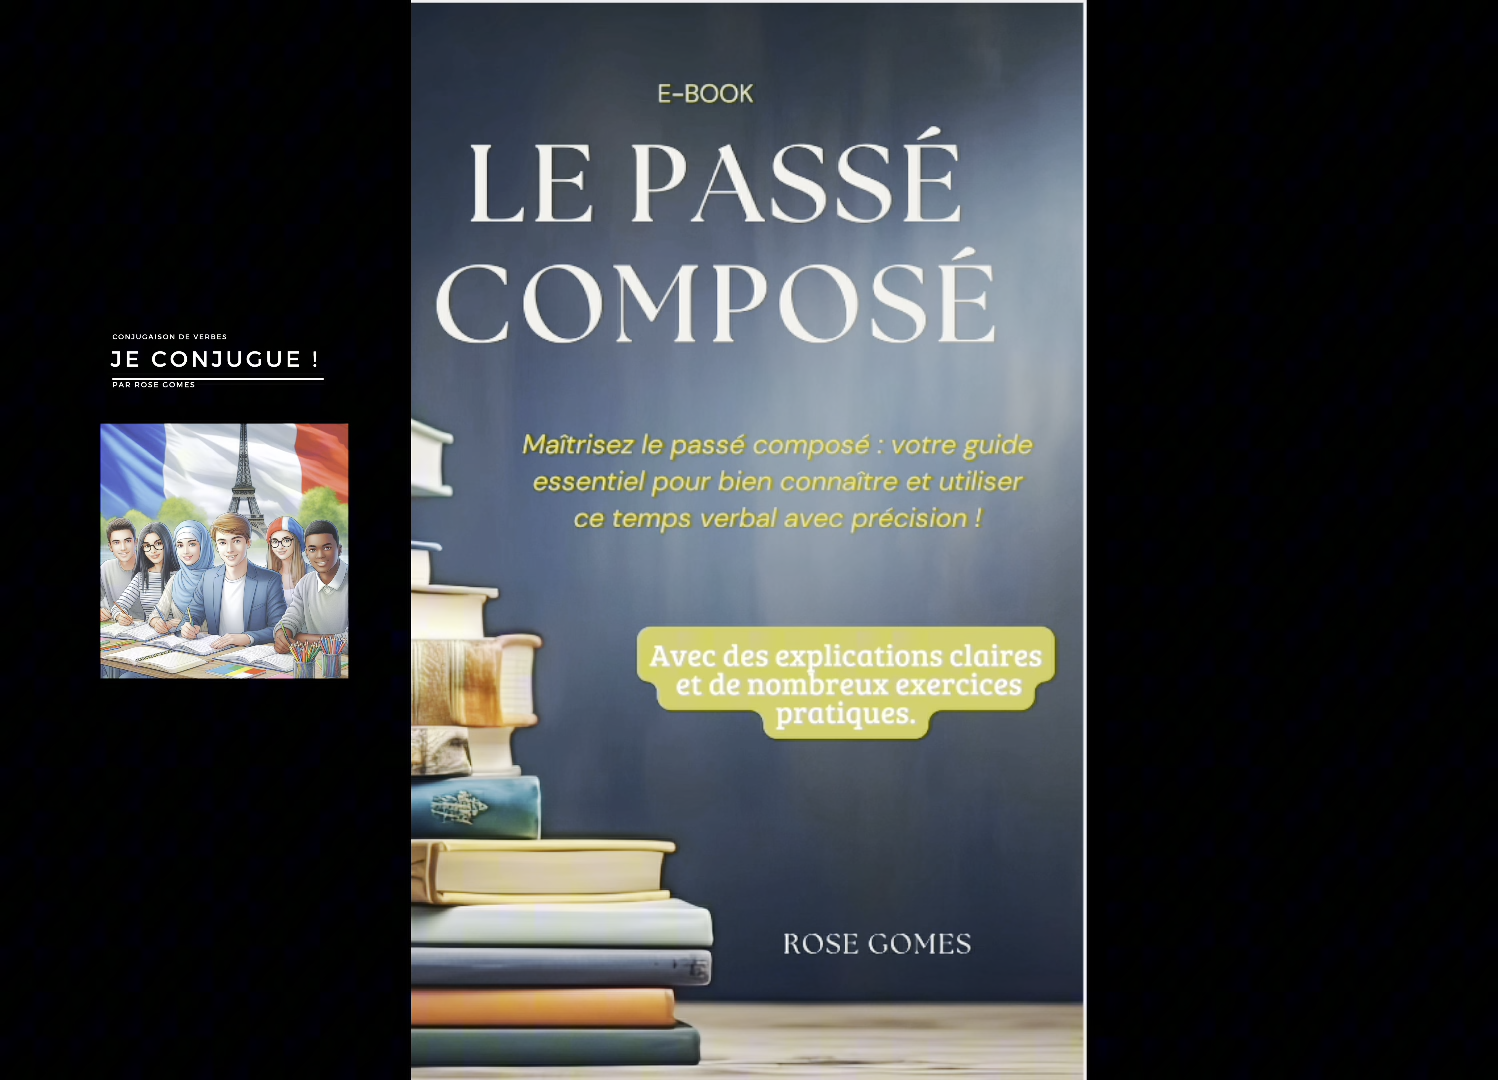 CONJUGAISON DE VERBES
JE CONJUGUE !
PAR ROSE GOMES
E-BOOK
LE PASSÉ
COMPOSÉ
Maîtrisez le passé composé : votre guide
essentiel pour bien connaître et utiliser
ce temps verbal avec précision !
Avec des explications claires
et de nombreux exercices
pratiques.
ROSE GOMES